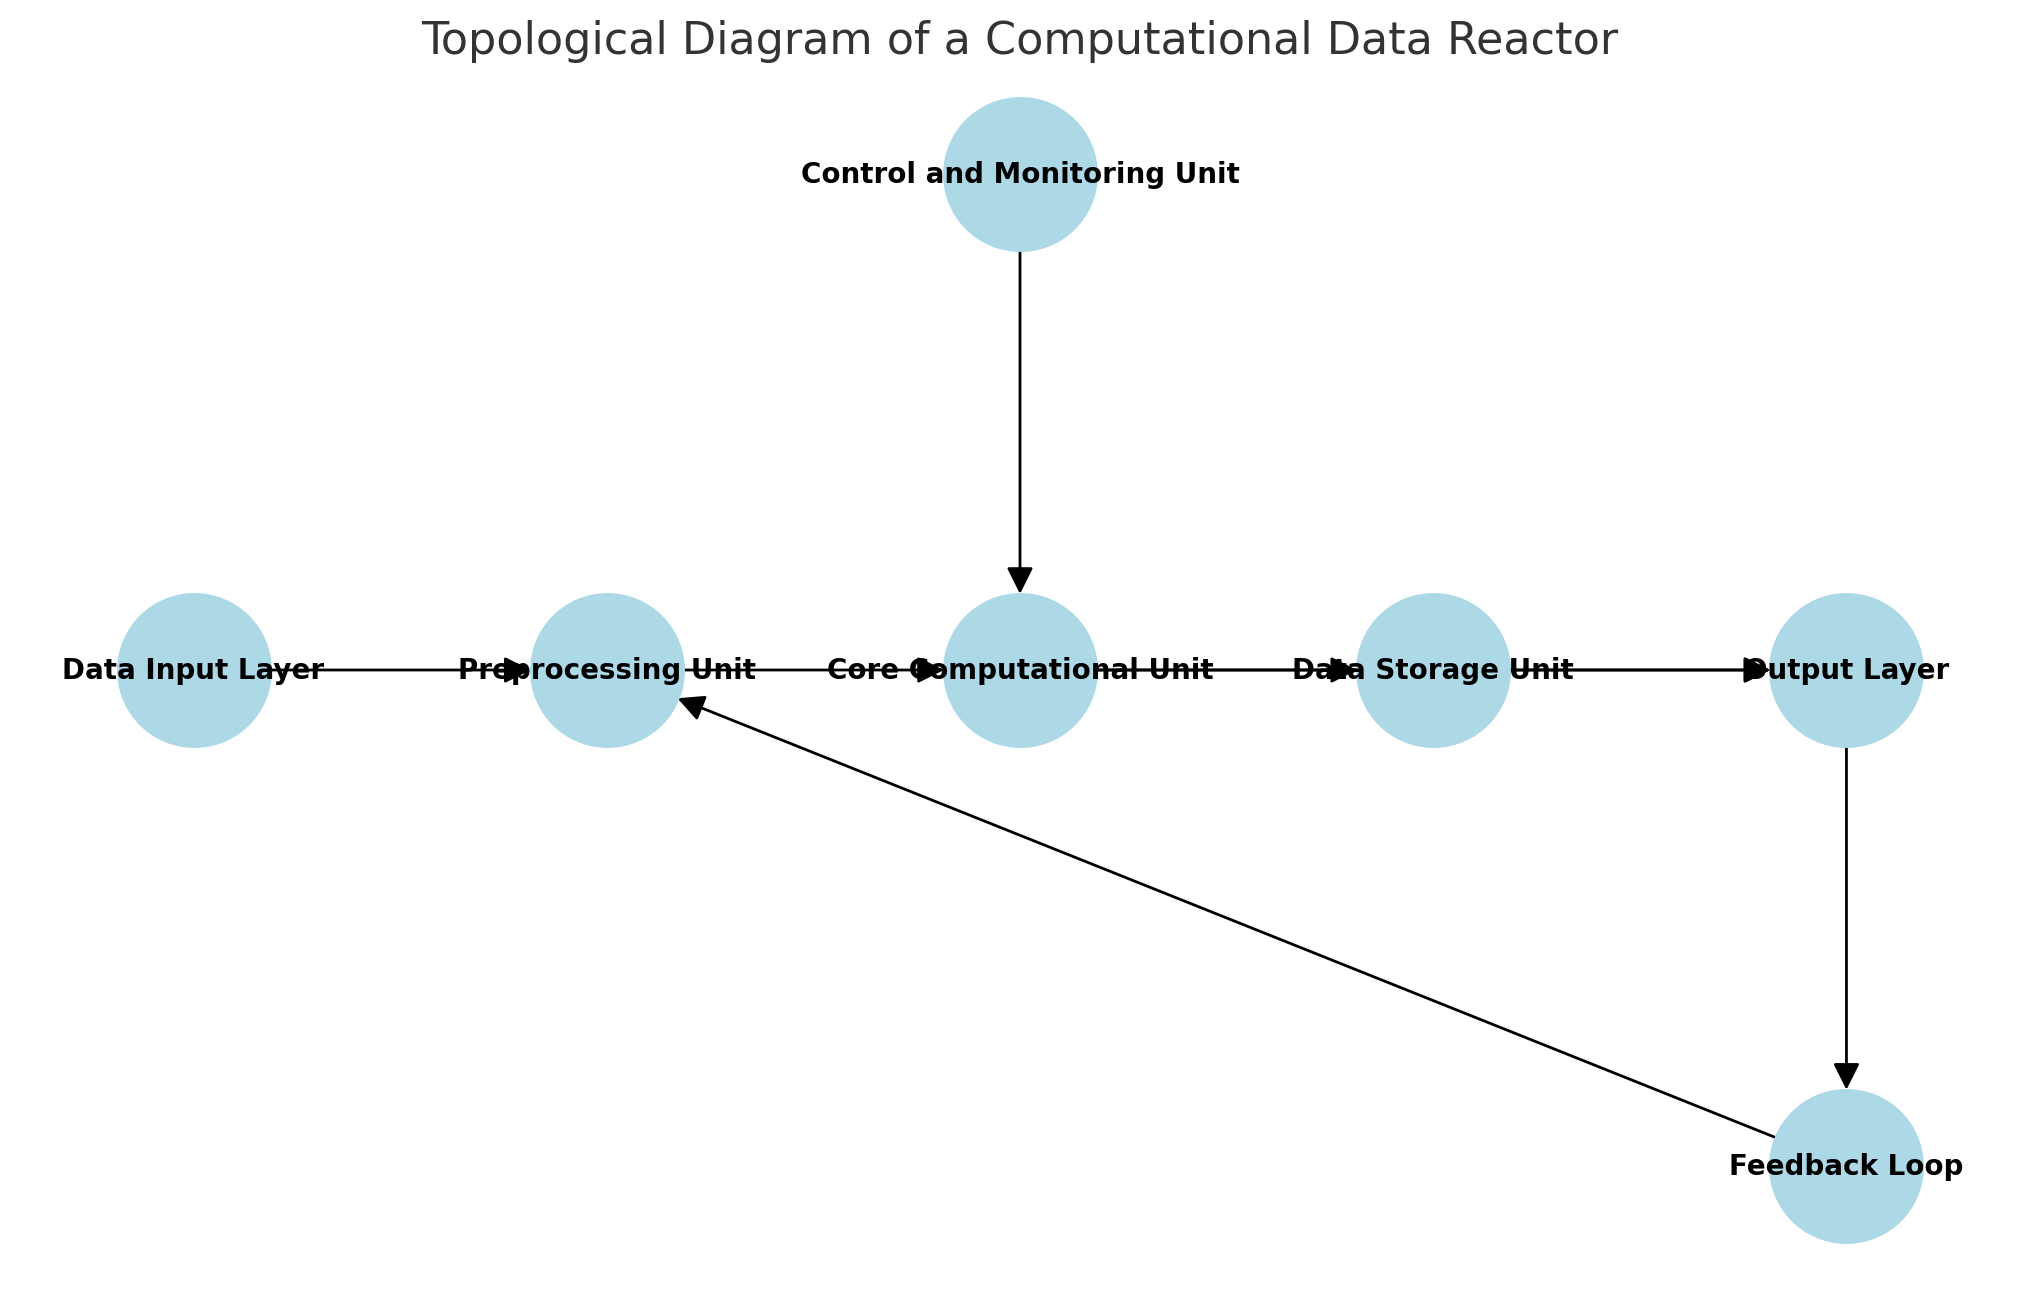 Topological Diagram of a Computational Data Reactor
Control and Monitoring Unit
Data Input Layer
Preprocessing Unit
Core Computational Unit
Data Storage Unit
Output Layer
Feedback Loop